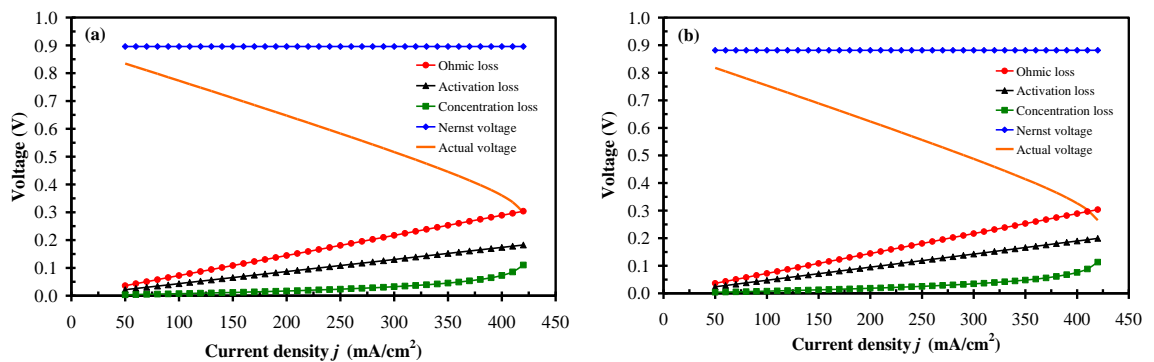 1.0
0.9
0.8
0.7
0.6
0.5
0.4
0.3
0.2
0.1
0.0
Voltage (V)
(a)
Ohmic loss
Activation loss
Concentration loss
Nernst voltage
Actual voltage
0 50 100 150 200 250 300 350 400 450
Current density j (mA/cm²)
1.0
0.9
0.8
0.7
0.6
0.5
0.4
0.3
0.2
0.1
0.0
Voltage (V)
(b)
Ohmic loss
Activation loss
Concentration loss
Nernst voltage
Actual voltage
0 50 100 150 200 250 300 350 400 450
Current density j (mA/cm²)